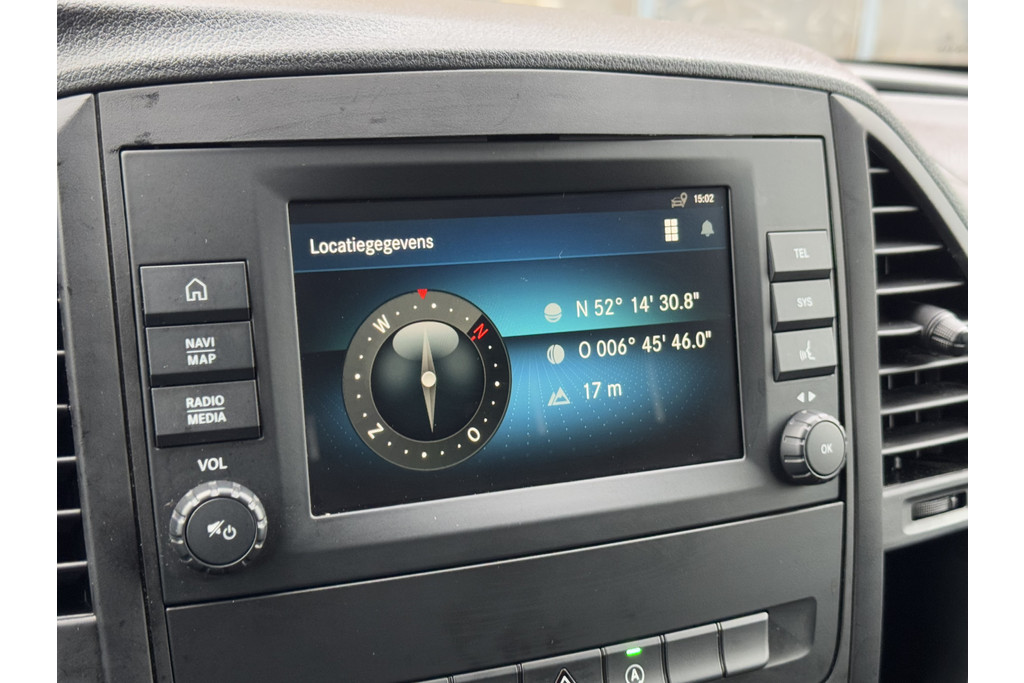 15:02
Locatiegegevens
N 52° 14' 30.8"
O 006° 45' 46.0"
17 m
W
N
Z
O
NAVI
MAP
RADIO
MEDIA
VOL
TEL
SYS
OK
A